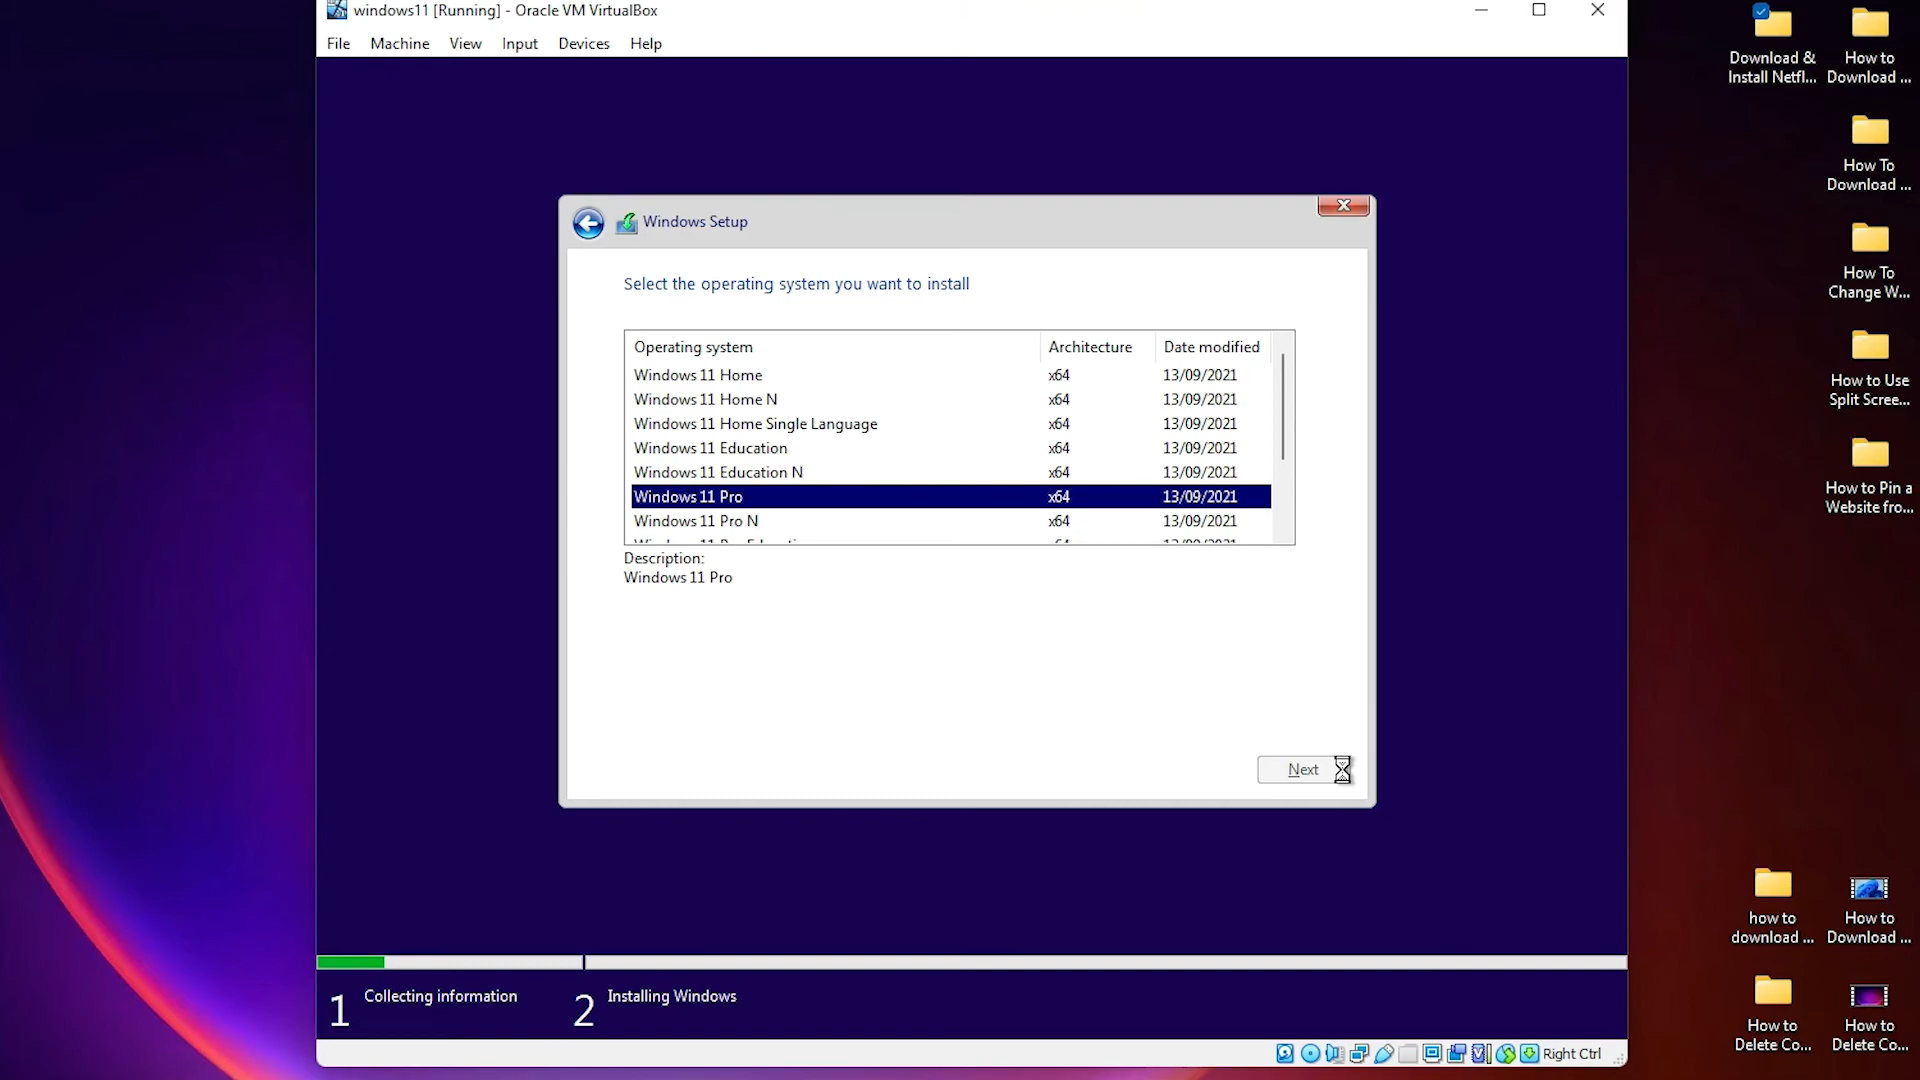 windows11 [Running] - Oracle VM VirtualBox
File Machine View Input Devices Help
Windows Setup
Select the operating system you want to install
Operating system Architecture Date modified
Windows 11 Home x64 13/09/2021
Windows 11 Home N x64 13/09/2021
Windows 11 Home Single Language x64 13/09/2021
Windows 11 Education x64 13/09/2021
Windows 11 Education N x64 13/09/2021
Windows 11 Pro x64 13/09/2021
Windows 11 Pro N x64 13/09/2021
Description:
Windows 11 Pro
Next
1 Collecting information
2 Installing Windows
Right Ctrl
Download &
Install Netfl...
How to
Download ...
How To
Download ...
How To
Change W...
How to Use
Split Scree...
How to Pin a
Website fro...
how to
download ...
How to
Download ...
How to
Delete Co...
How to
Delete Co...